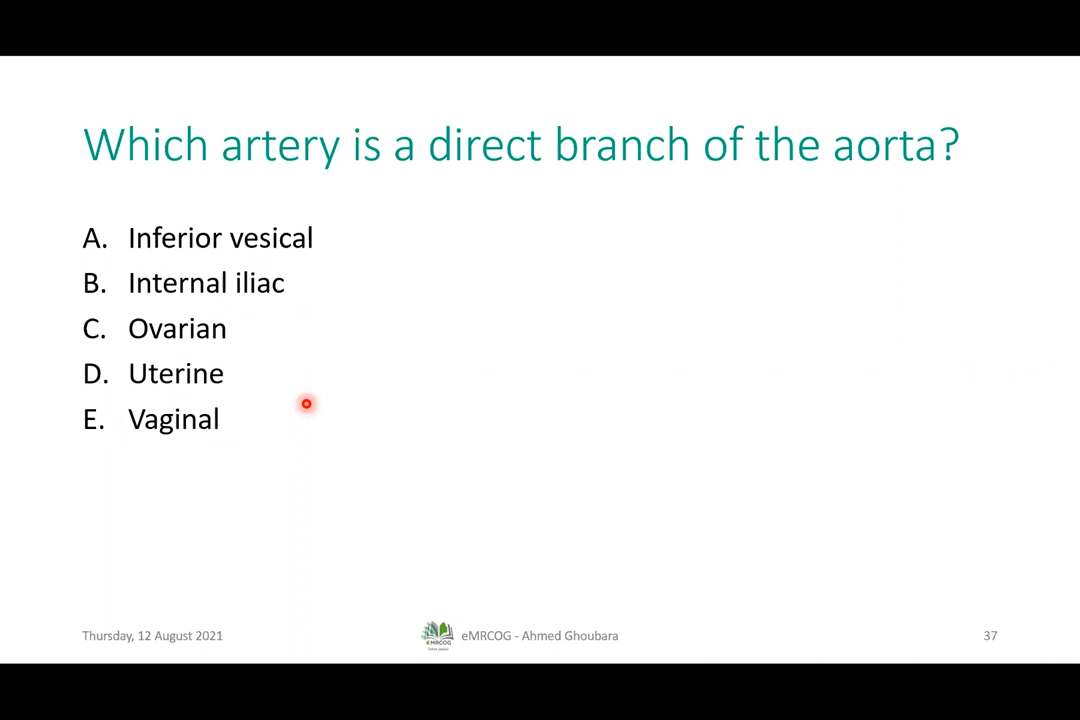 Which artery is a direct branch of the aorta?
A. Inferior vesical
B. Internal iliac
C. Ovarian
D. Uterine
E. Vaginal
Thursday, 12 August 2021
eMRCOG
eMRCOG - Ahmed Ghoubara
37